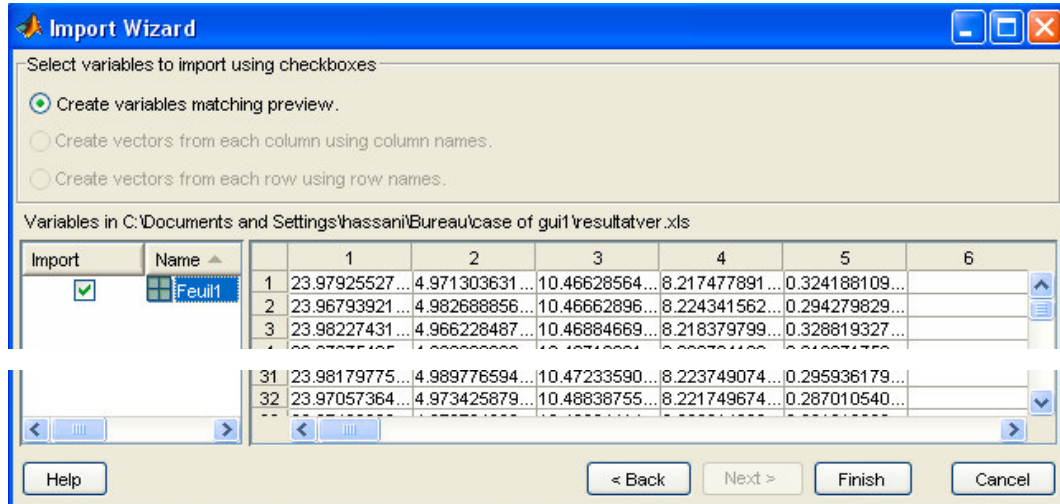 Import Wizard
Select variables to import using checkboxes
Create variables matching preview.
Create vectors from each column using column names.
Create vectors from each row using row names.
Variables in C:\Documents and Settings\hassani\Bureau\case of gui1\resultatver.xls
Import Name
Feuil1
1 2 3 4 5 6
1 23.97925527... 4.971303631... 10.46628564... 8.217477891... 0.324188109...
2 23.96793921... 4.982688856... 10.46662896... 8.224341562... 0.294279829...
3 23.98227431... 4.966228487... 10.46884669... 8.218379799... 0.328819327...
31 23.98179775... 4.989776594... 10.47233590... 8.223749074... 0.295936179...
32 23.97057364... 4.973425879... 10.48838755... 8.221749674... 0.287010540...
Help < Back Next > Finish Cancel